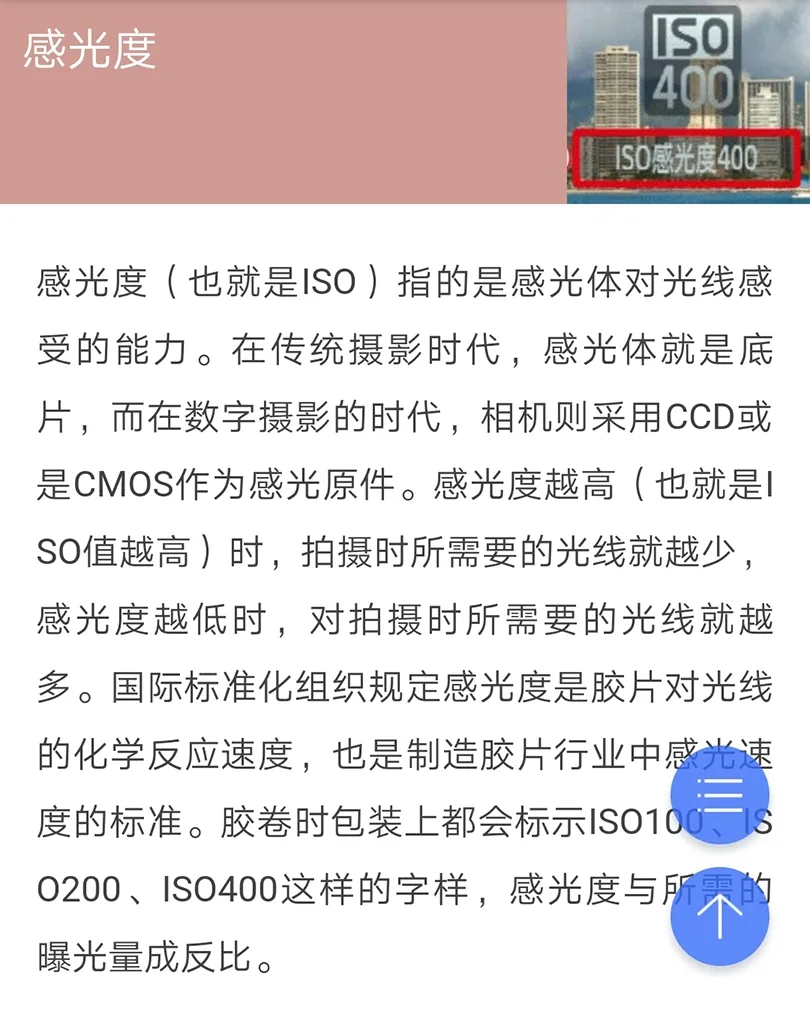 感光度
ISO
400
ISO感光度400
感光度（也就是ISO）指的是感光体对光线感
受的能力。在传统摄影时代，感光体就是底
片，而在数字摄影的时代，相机则采用CCD或
是CMOS作为感光原件。感光度越高（也就是I
SO值越高）时，拍摄时所需要的光线就越少，
感光度越低时，对拍摄时所需要的光线就越
多。国际标准化组织规定感光度是胶片对光线
的化学反应速度，也是制造胶片行业中感光速
度的标准。胶卷时包装上都会标示ISO100、IS
O200、ISO400这样的字样，感光度与所需的
曝光量成反比。